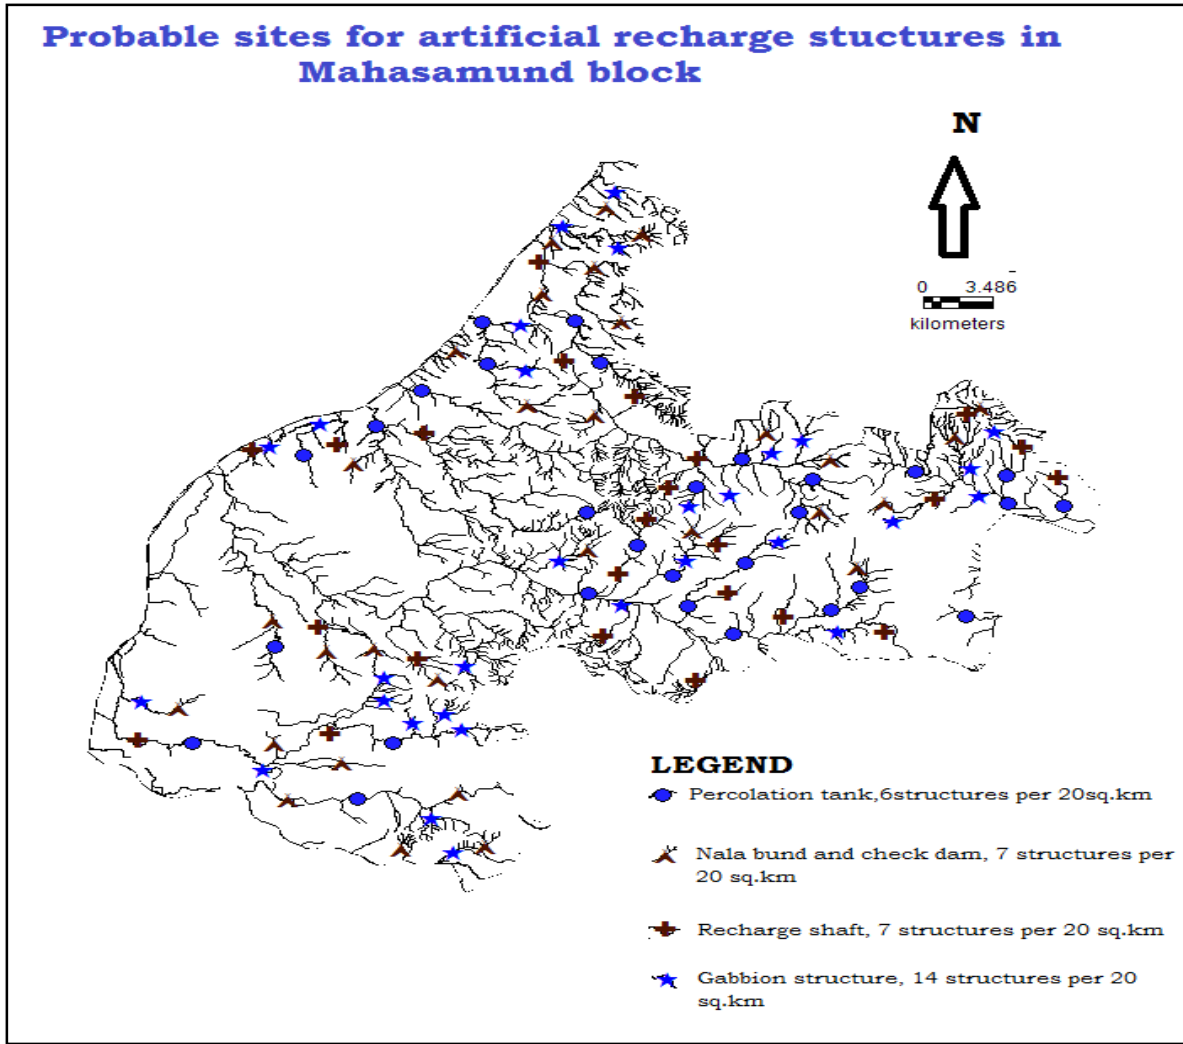 Probable sites for artificial recharge stuctures in
Mahasamund block
N
0 3.486
kilometers
LEGEND
Percolation tank,6structures per 20sq.km
Nala bund and check dam, 7 structures per
20 sq.km
Recharge shaft, 7 structures per 20 sq.km
Gabbion structure, 14 structures per 20
sq.km